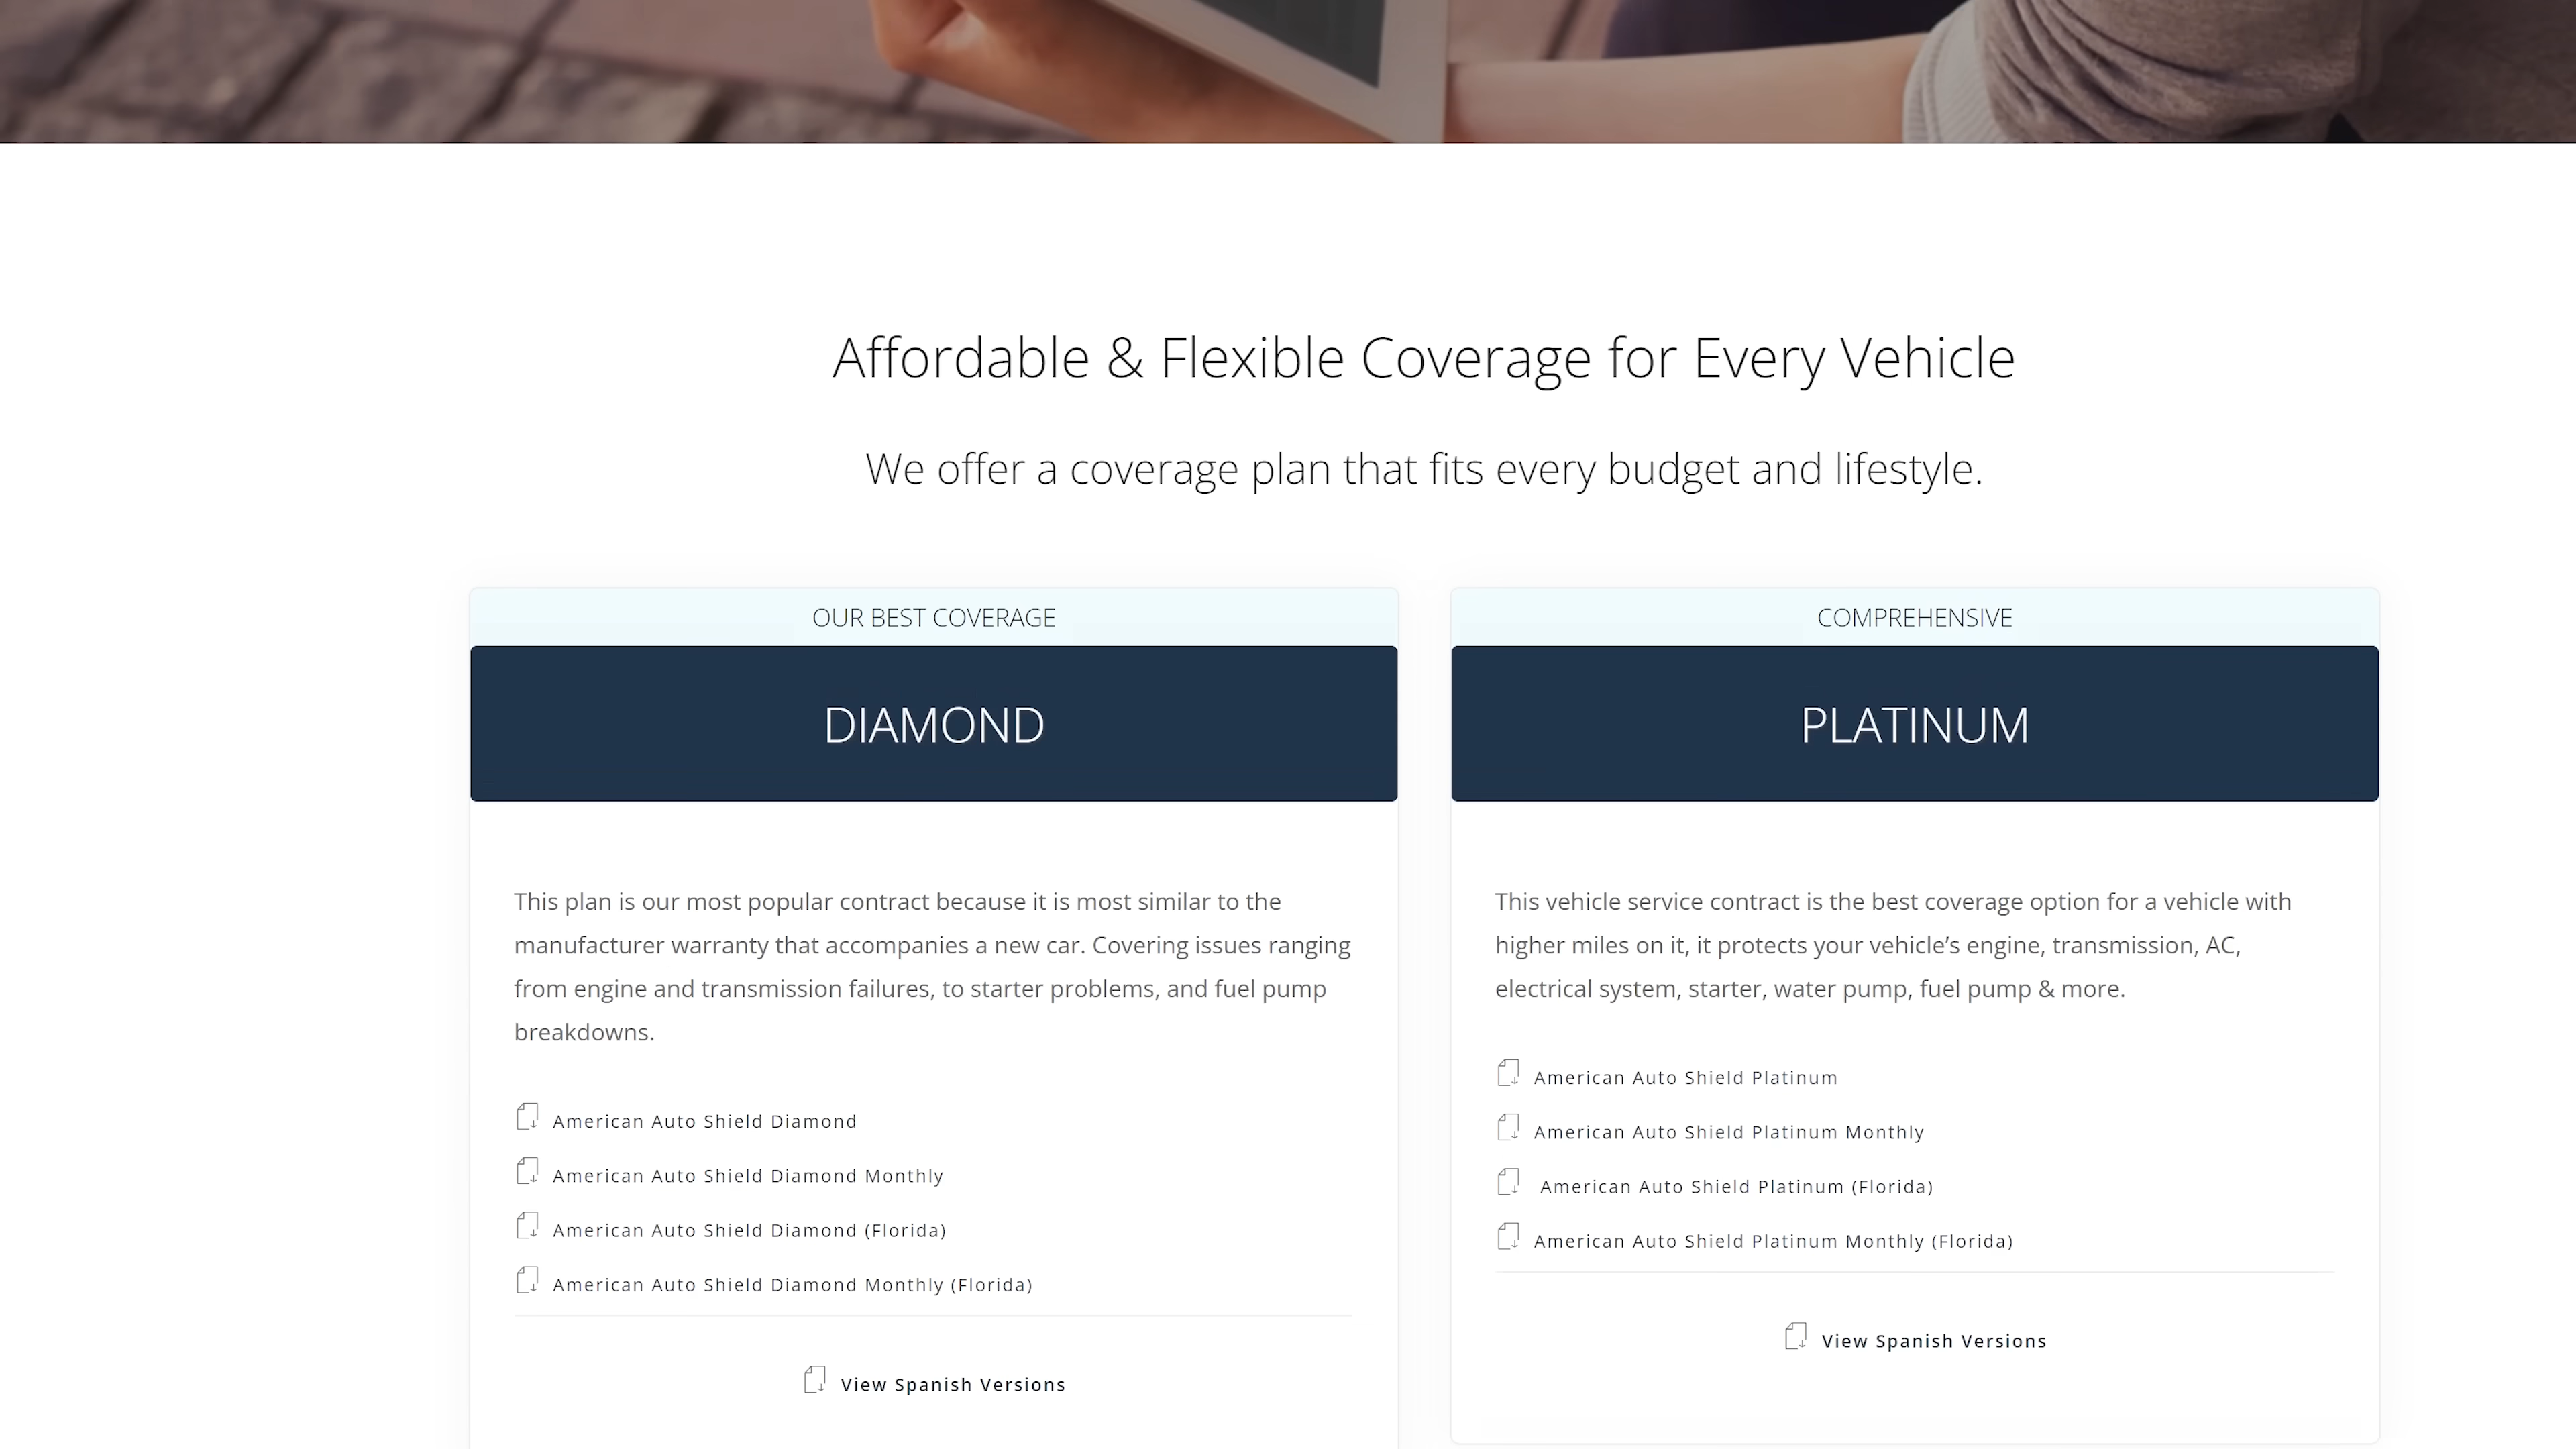 Affordable & Flexible Coverage for Every Vehicle
We offer a coverage plan that fits every budget and lifestyle.
OUR BEST COVERAGE
DIAMOND
This plan is our most popular contract because it is most similar to the
manufacturer warranty that accompanies a new car. Covering issues ranging
from engine and transmission failures, to starter problems, and fuel pump
breakdowns.
American Auto Shield Diamond
American Auto Shield Diamond Monthly
American Auto Shield Diamond (Florida)
American Auto Shield Diamond Monthly (Florida)
View Spanish Versions
COMPREHENSIVE
PLATINUM
This vehicle service contract is the best coverage option for a vehicle with
higher miles on it, it protects your vehicle’s engine, transmission, AC,
electrical system, starter, water pump, fuel pump & more.
American Auto Shield Platinum
American Auto Shield Platinum Monthly
American Auto Shield Platinum (Florida)
American Auto Shield Platinum Monthly (Florida)
View Spanish Versions